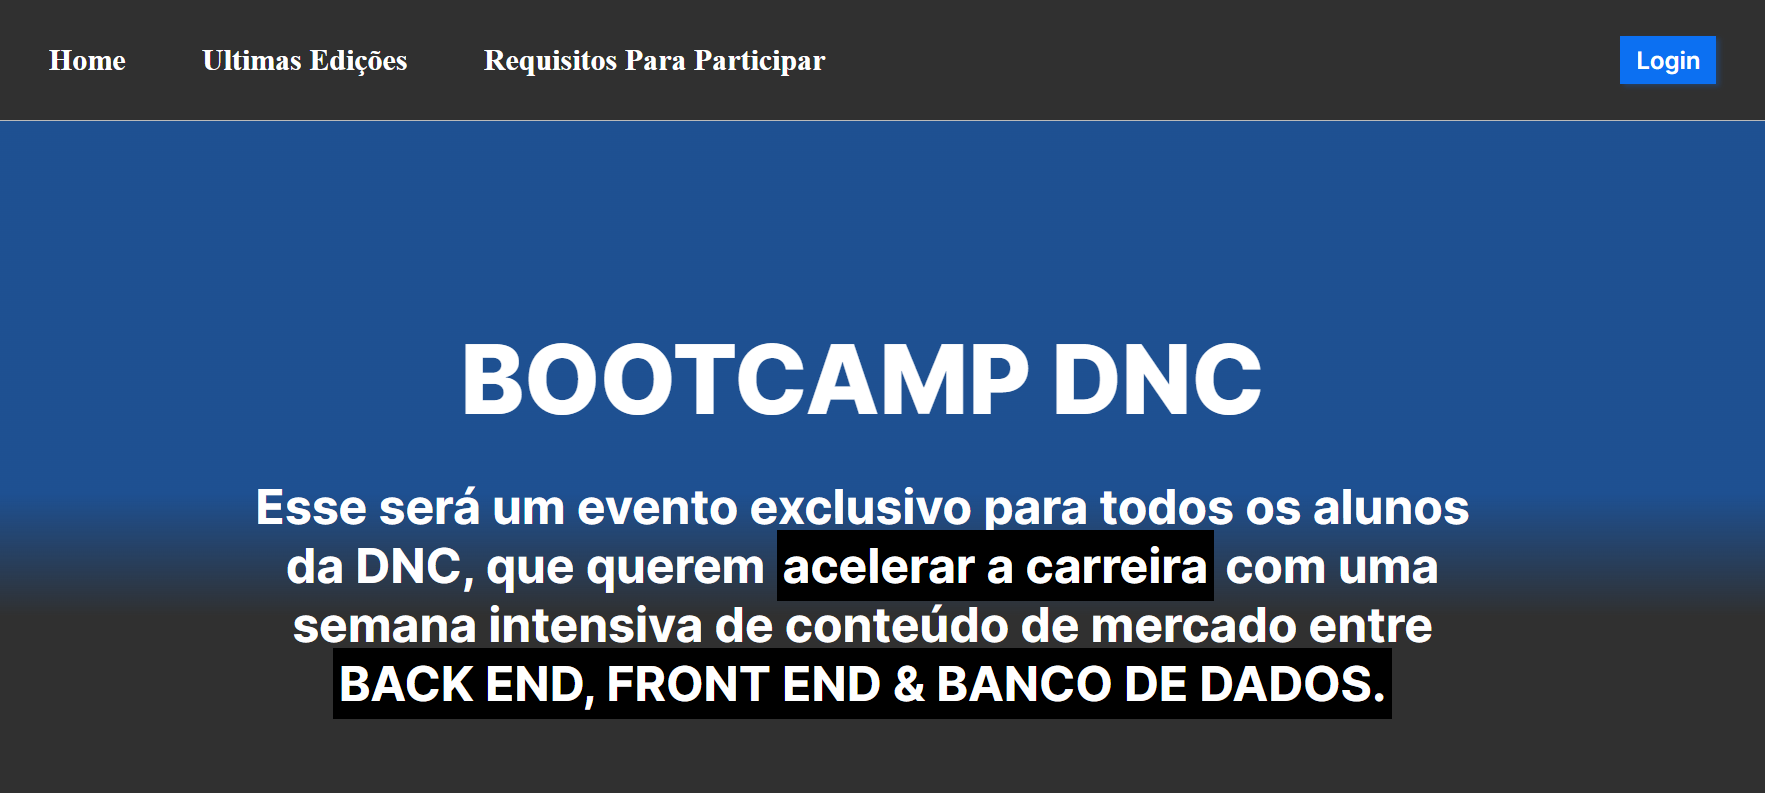 Home Ultimas Edições Requisitos Para Participar Login
BOOTCAMP DNC
Esse será um evento exclusivo para todos os alunos
da DNC, que querem acelerar a carreira com uma
semana intensiva de conteúdo de mercado entre
BACK END, FRONT END & BANCO DE DADOS.